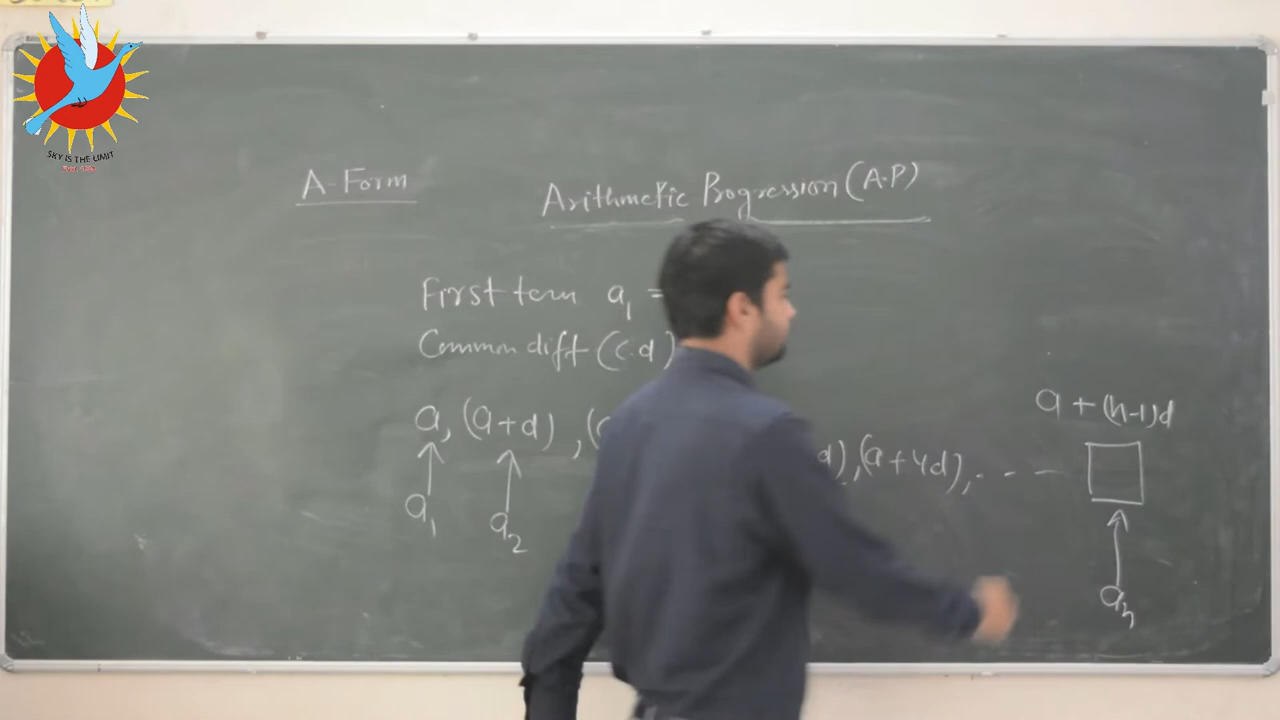 SKY IS THE LIMIT
A-Form
Arithmetic Progression (A.P)
First term a₁ =
Common diff (c.d)
a + (n-1)d
a, (a+d), (
d), (a+4d), - - -
a₁
a₂
aₙ